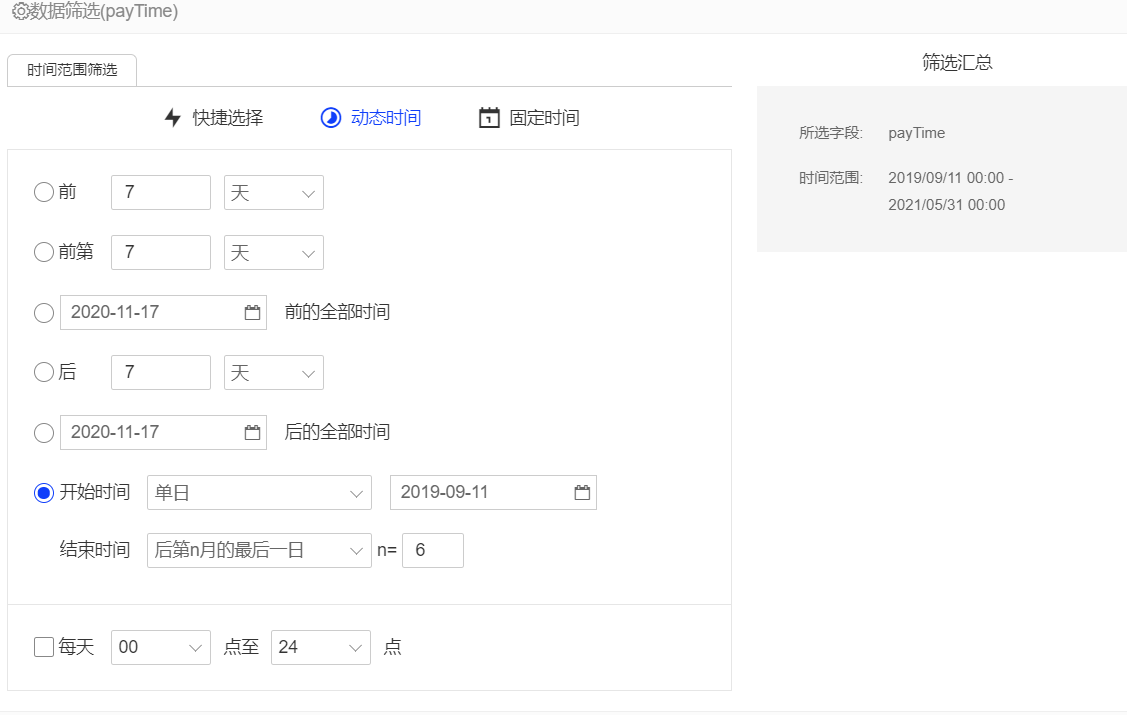 数据筛选(payTime)
时间范围筛选
快捷选择 动态时间 1 固定时间
前 7 天
前第 7 天
2020-11-17 前的全部时间
后 7 天
2020-11-17 后的全部时间
开始时间 单日 2019-09-11
结束时间 后第n月的最后一日 n= 6
每天 00 点至 24 点
筛选汇总
所选字段: payTime
时间范围: 2019/09/11 00:00 -
2021/05/31 00:00